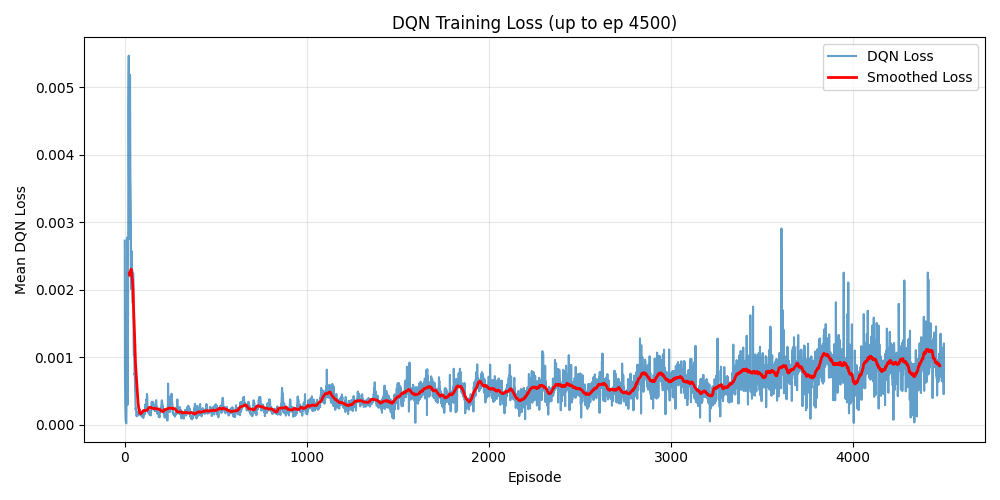 DQN Training Loss (up to ep 4500)
DQN Loss
Smoothed Loss
Mean DQN Loss
0.005
0.004
0.003
0.002
0.001
0.000
0
1000
2000
3000
4000
Episode